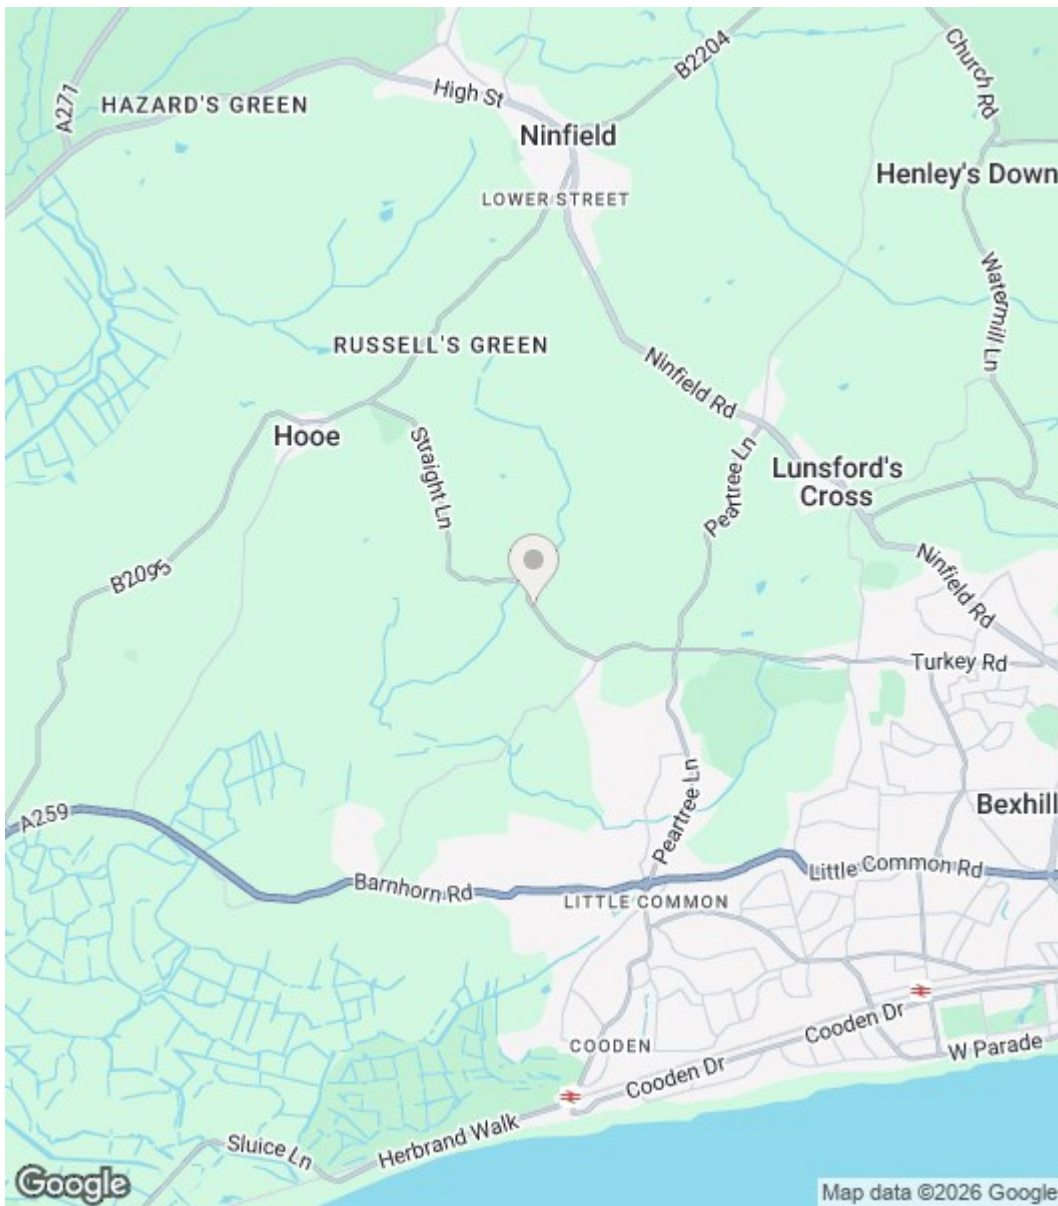 B2204
Church Rd
A271
HAZARD'S GREEN
High St
Ninfield
Henley's Down
LOWER STREET
Watermill Ln
RUSSELL'S GREEN
Ninfield Rd
Hooe
Straight Ln
Peartree Ln
Lunsford's
Cross
B2095
Ninfield Rd
Turkey Rd
Peartree Ln
Bexhill
A259
Barnhorn Rd
Little Common Rd
LITTLE COMMON
Cooden Dr
COODEN
W Parade
Cooden Dr
Herbrand Walk
Sluice Ln
Google
Map data ©2026 Google